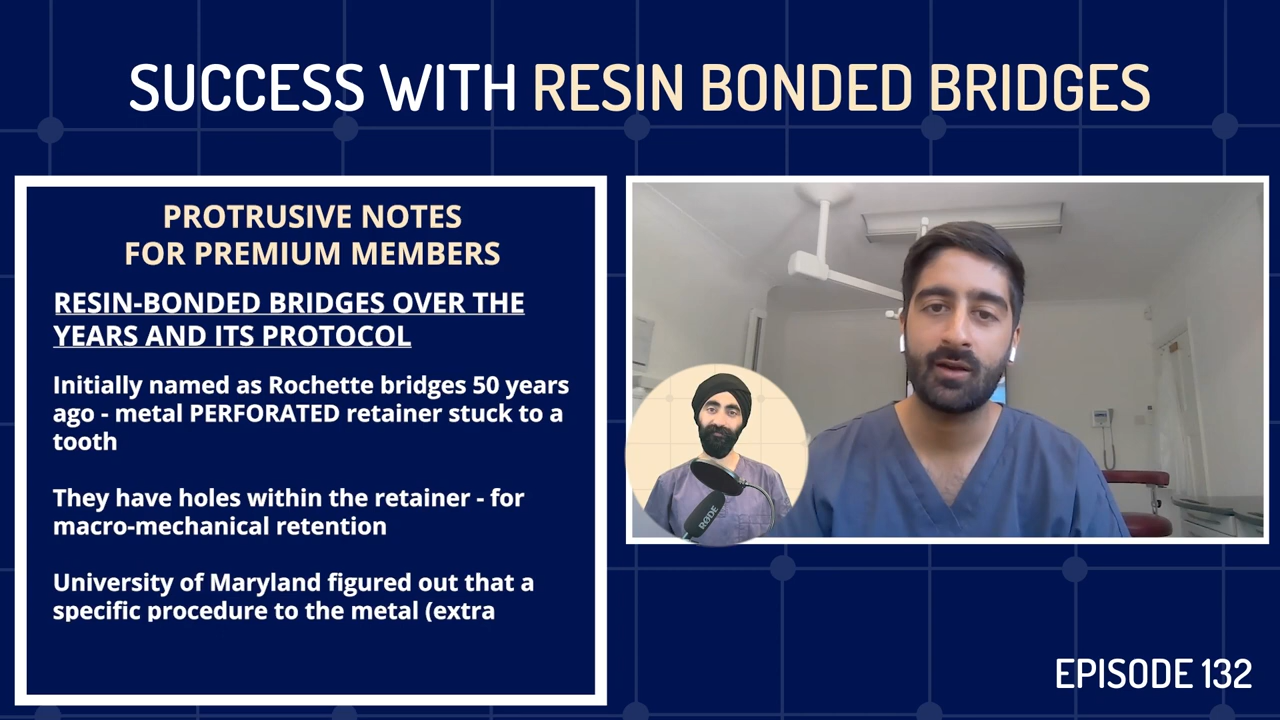 SUCCESS WITH RESIN BONDED BRIDGES
PROTRUSIVE NOTES
FOR PREMIUM MEMBERS
RESIN-BONDED BRIDGES OVER THE
YEARS AND ITS PROTOCOL
Initially named as Rochette bridges 50 years
ago - metal PERFORATED retainer stuck to a
tooth
They have holes within the retainer - for
macro-mechanical retention
University of Maryland figured out that a
specific procedure to the metal (extra
RØDE
EPISODE 132